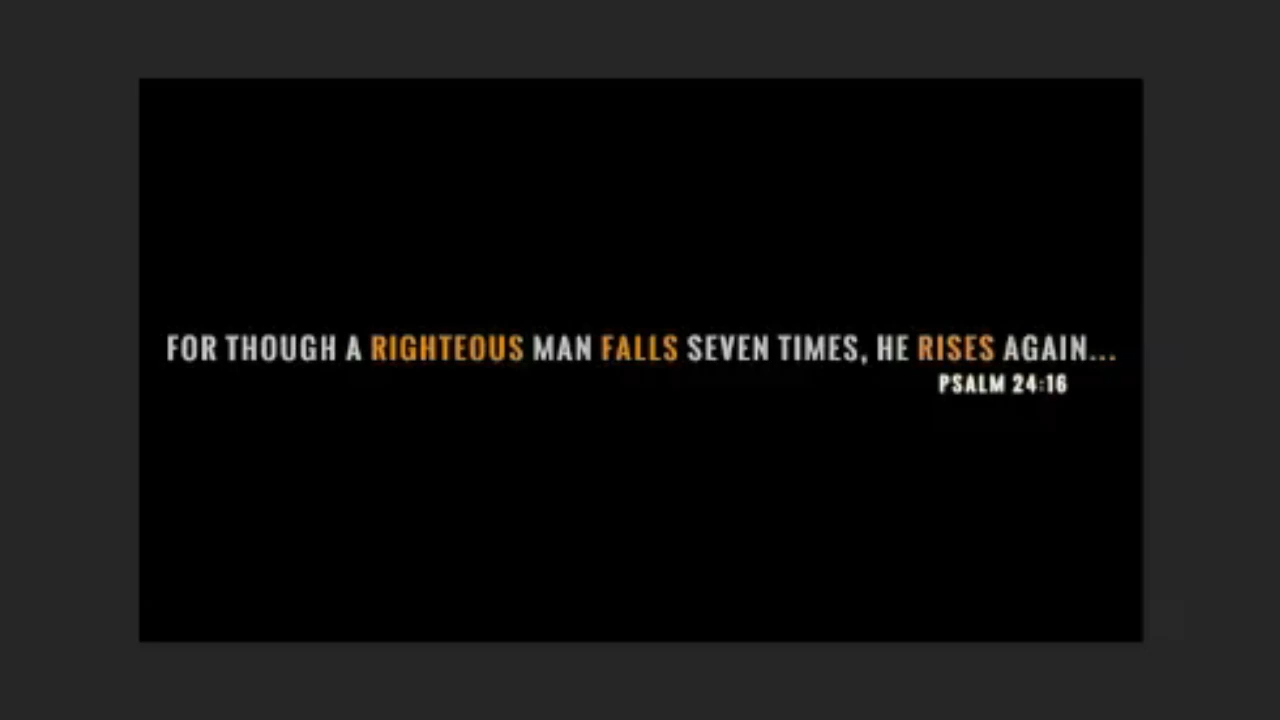 FOR THOUGH A RIGHTEOUS MAN FALLS SEVEN TIMES, HE RISES AGAIN...
PSALM 24:16